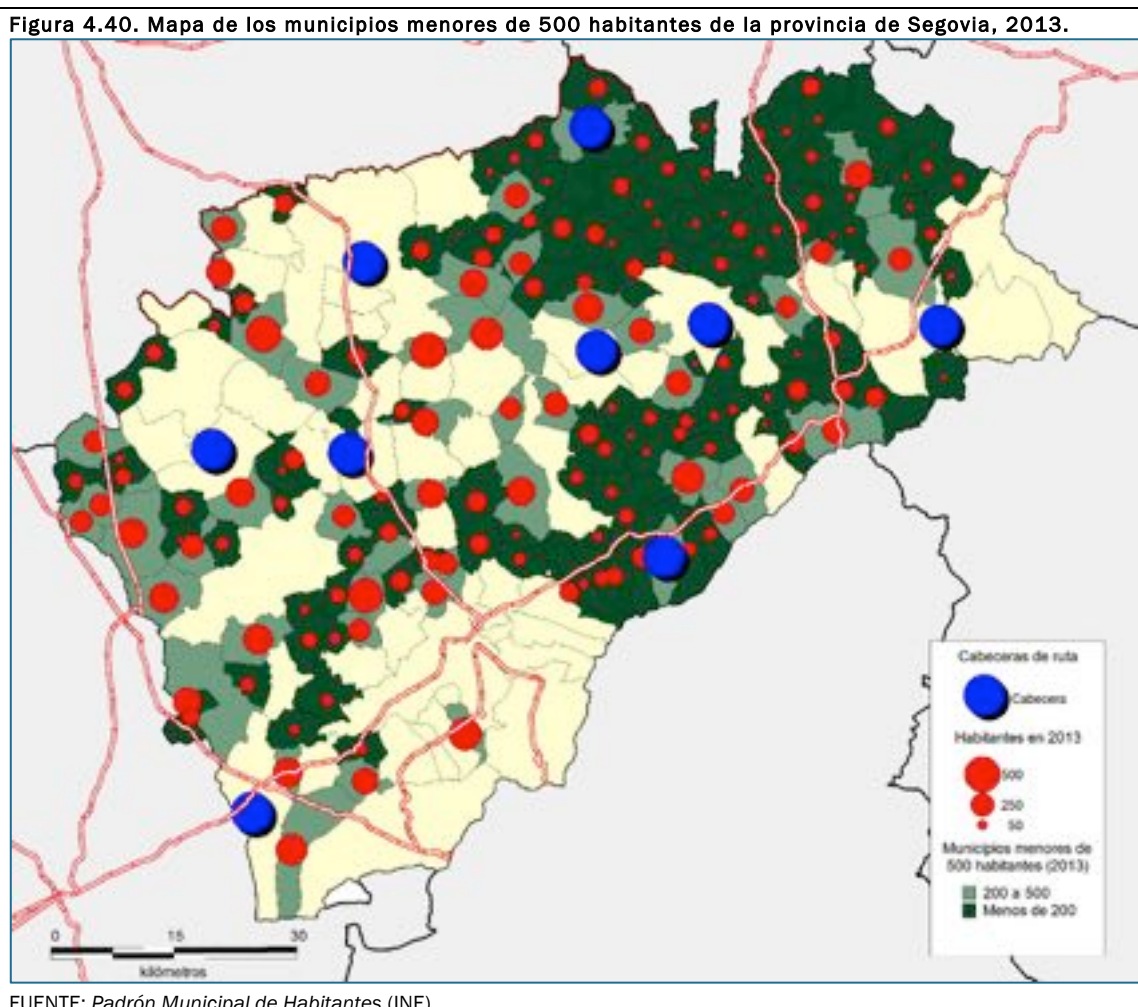 Figura 4.40. Mapa de los municipios menores de 500 habitantes de la provincia de Segovia, 2013.
Cabeceras de ruta
Cabecera
Habitantes en 2013
500
250
50
Municipios menores de
500 habitantes (2013)
200 a 500
Menos de 200
0 15 30
kilómetros
FUENTE: Padrón Municipal de Habitantes (INE)